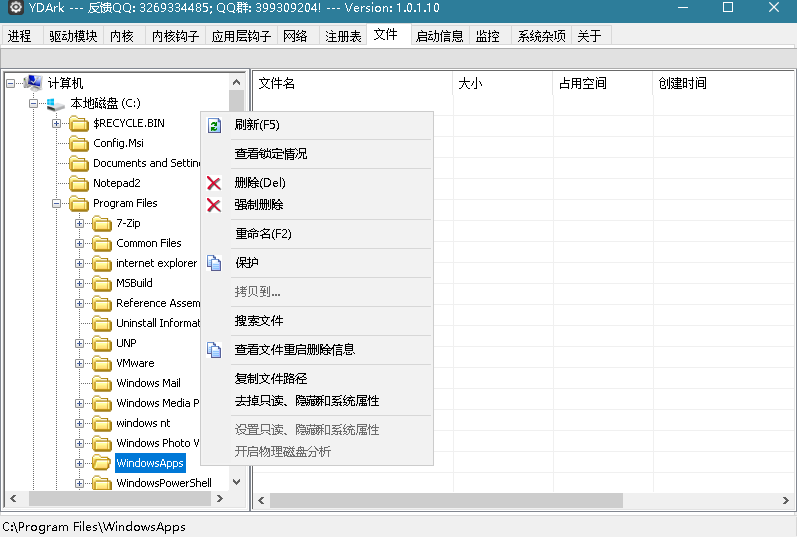 YDArk --- 反馈QQ: 3269334485; QQ群: 399309204! --- Version: 1.0.1.10
进程 驱动模块 内核 内核钩子 应用层钩子 网络 注册表 文件 启动信息 监控 系统杂项 关于
计算机
本地磁盘 (C:)
$RECYCLE.BIN
Config.Msi
Documents and Settin
Notepad2
Program Files
7-Zip
Common Files
internet explorer
MSBuild
Reference Assem
Uninstall Informat
UNP
VMware
Windows Mail
Windows Media P
windows nt
Windows Photo V
WindowsApps
WindowsPowerShell
文件名 大小 占用空间 创建时间
刷新(F5)
查看锁定情况
删除(Del)
强制删除
重命名(F2)
保护
拷贝到...
搜索文件
查看文件重启删除信息
复制文件路径
去掉只读、隐藏和系统属性
设置只读、隐藏和系统属性
开启物理磁盘分析
C:\Program Files\WindowsApps